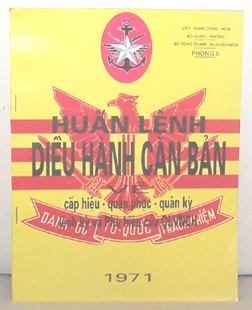 VIỆT-NAM CỘNG-HÒA
BỘ QUỐC-PHÒNG
BỘ TỔNG THAM-MƯU QLVNCH
PHÒNG 5
HUẤN LỆNH
ĐIỀU HÀNH CĂN BẢN
VỀ
cấp hiệu - quân phục - quân kỳ
DANH-DỰ TỔ-QUỐC TRÁCH-NHIỆM
1971